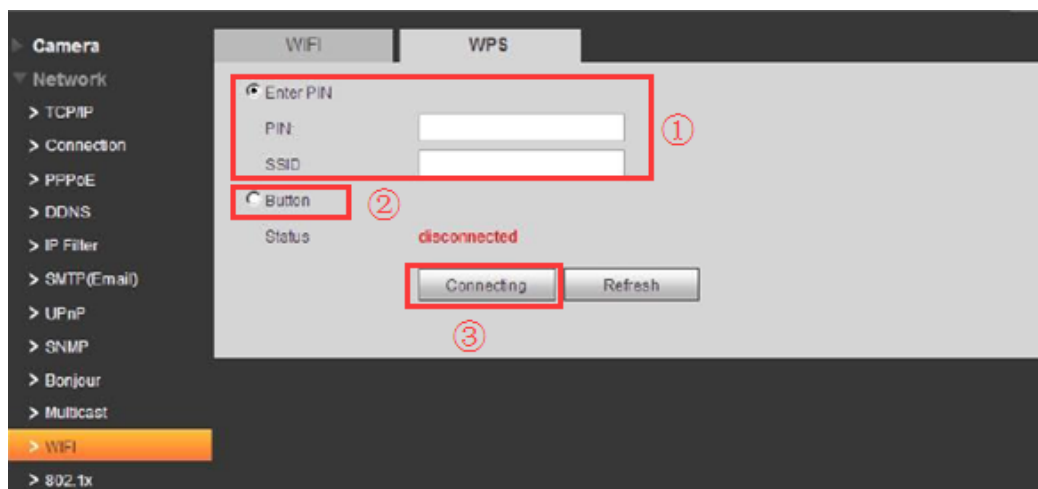 Camera
Network
> TCP/IP
> Connection
> PPPoE
> DDNS
> IP Filter
> SMTP(Email)
> UPnP
> SNMP
> Bonjour
> Multicast
> WIFI
> 802.1x
WIFI WPS
Enter PIN
PIN
SSID
①
Button
②
Status disconnected
Connecting Refresh
③